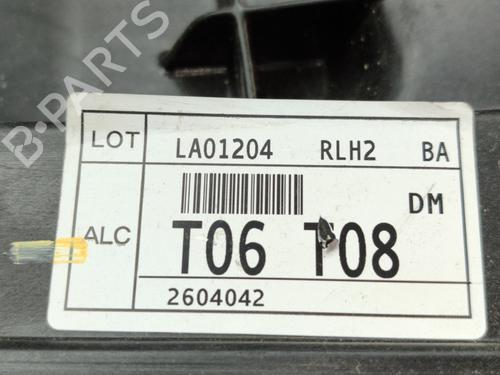 B-PARTS
LOT LA01204 RLH2 BA
DM
ALC T06 T08
2604042